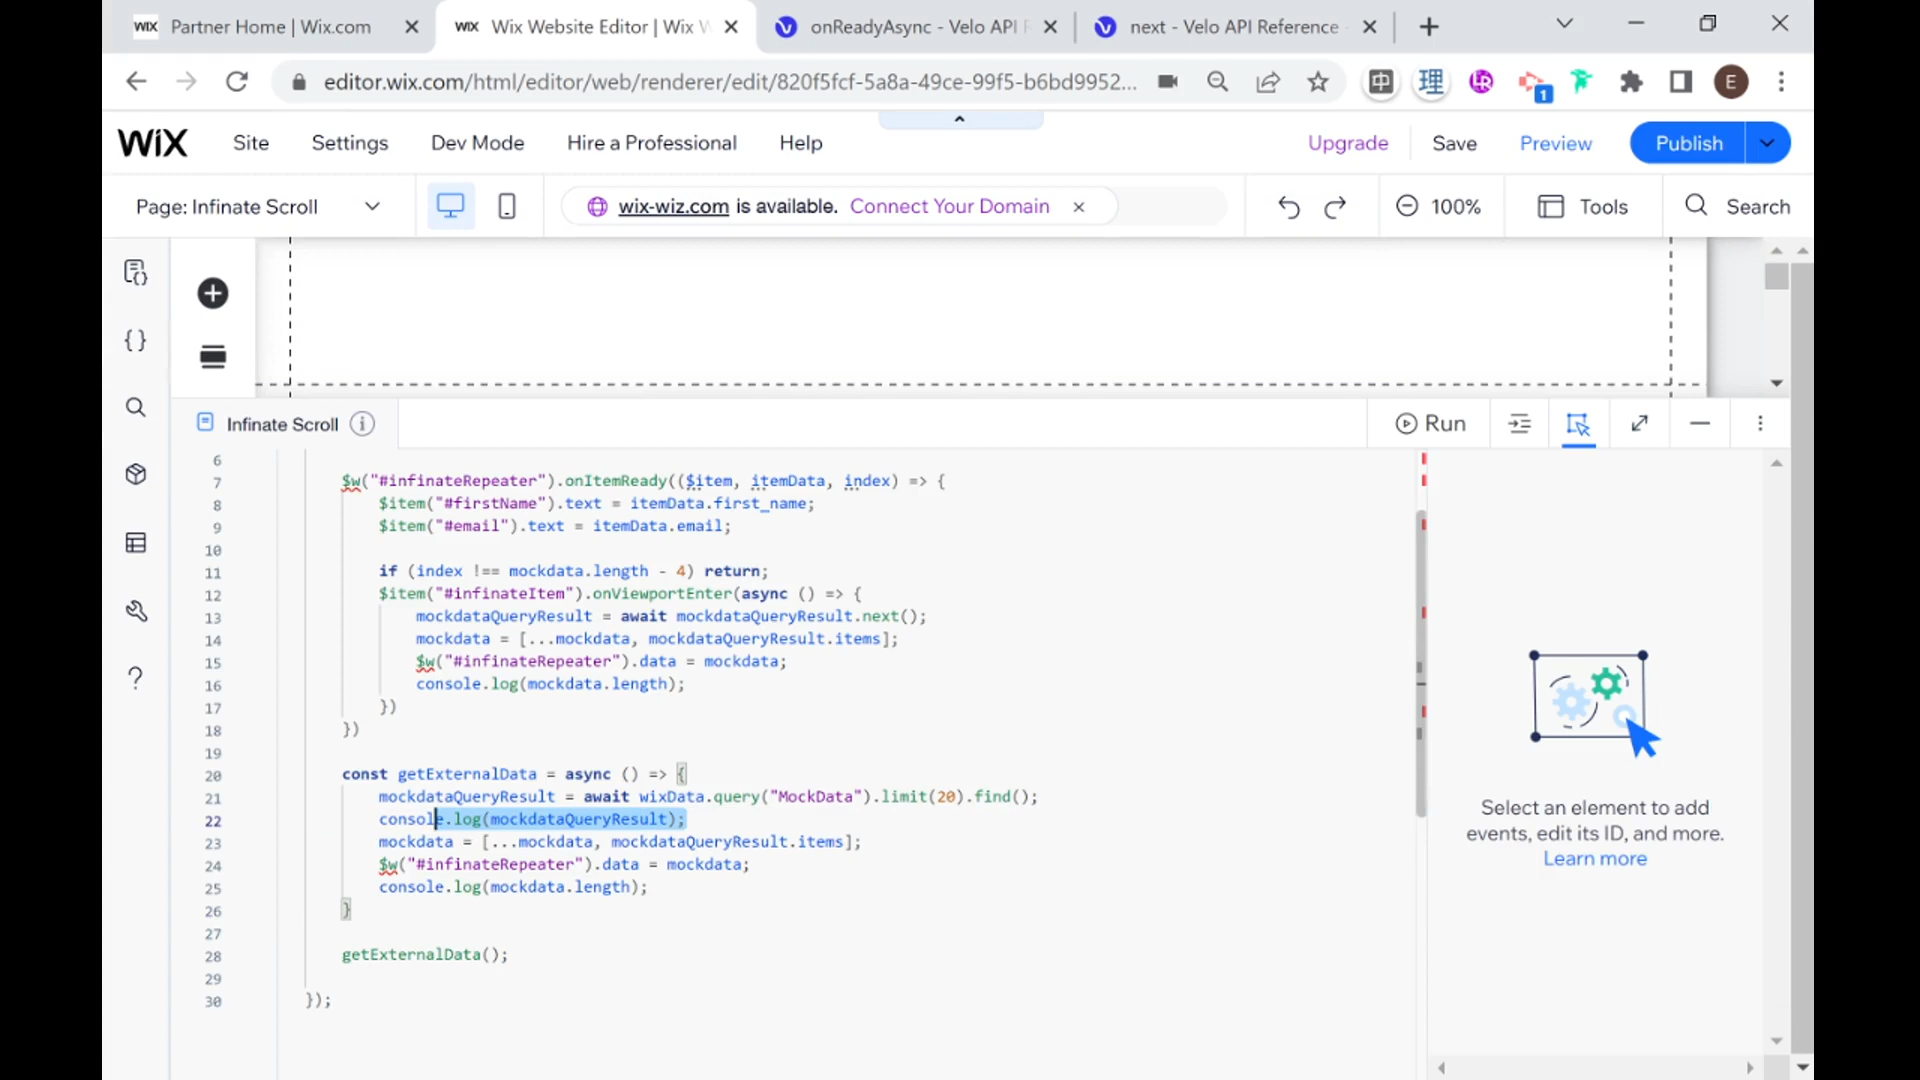 WIX Partner Home | Wix.com
WIX Wix Website Editor | Wix
onReadyAsync - Velo API
next - Velo API Reference
editor.wix.com/html/editor/web/renderer/edit/820f5fcf-5a8a-49ce-99f5-b6bd9952...
中
理
1
E
WIX
Site
Settings
Dev Mode
Hire a Professional
Help
Upgrade
Save
Preview
Publish
Page: Infinate Scroll
wix-wiz.com is available. Connect Your Domain
100%
Tools
Search
Infinate Scroll
Run
6
7 $w("#infinateRepeater").onItemReady(($item, itemData, index) => {
8 $item("#firstName").text = itemData.first_name;
9 $item("#email").text = itemData.email;
10
11 if (index !== mockdata.length - 4) return;
12 $item("#infinateItem").onViewportEnter(async () => {
13 mockdataQueryResult = await mockdataQueryResult.next();
14 mockdata = [...mockdata, mockdataQueryResult.items];
15 $w("#infinateRepeater").data = mockdata;
16 console.log(mockdata.length);
17 })
18 })
19
20 const getExternalData = async () => {
21 mockdataQueryResult = await wixData.query("MockData").limit(20).find();
22 console.log(mockdataQueryResult);
23 mockdata = [...mockdata, mockdataQueryResult.items];
24 $w("#infinateRepeater").data = mockdata;
25 console.log(mockdata.length);
26 }
27
28 getExternalData();
29
30 });
Select an element to add
events, edit its ID, and more.
Learn more